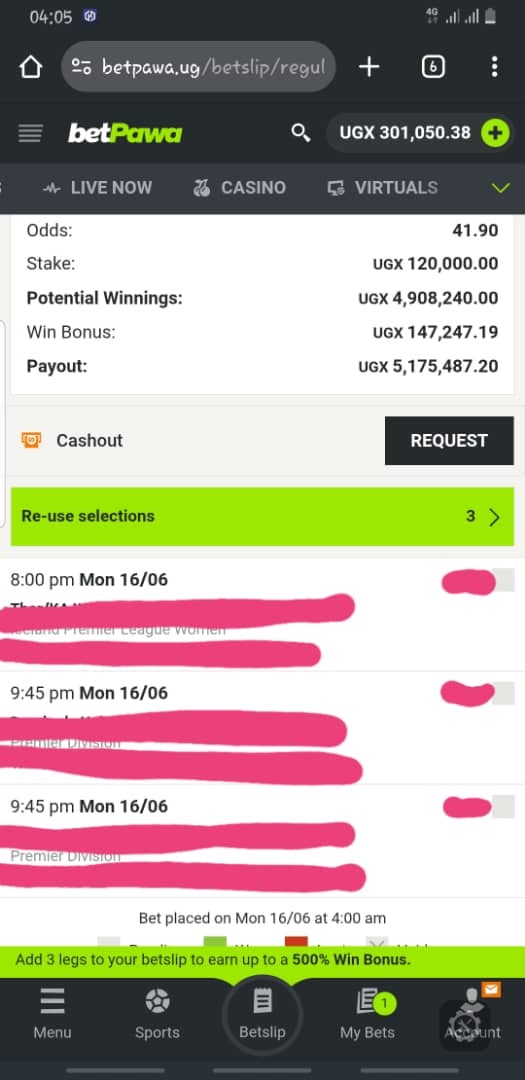 04:05
4G
betpawa.ug/betslip/regul
6
betPawa
UGX 301,050.38
LIVE NOW
CASINO
VIRTUALS
Odds: 41.90
Stake: UGX 120,000.00
Potential Winnings: UGX 4,908,240.00
Win Bonus: UGX 147,247.19
Payout: UGX 5,175,487.20
Cashout
REQUEST
Re-use selections 3
8:00 pm Mon 16/06
Iceland Premier League Women
9:45 pm Mon 16/06
Premier Division
9:45 pm Mon 16/06
Premier Division
Bet placed on Mon 16/06 at 4:00 am
Add 3 legs to your betslip to earn up to a 500% Win Bonus.
1
Menu
Sports
Betslip
My Bets
Account